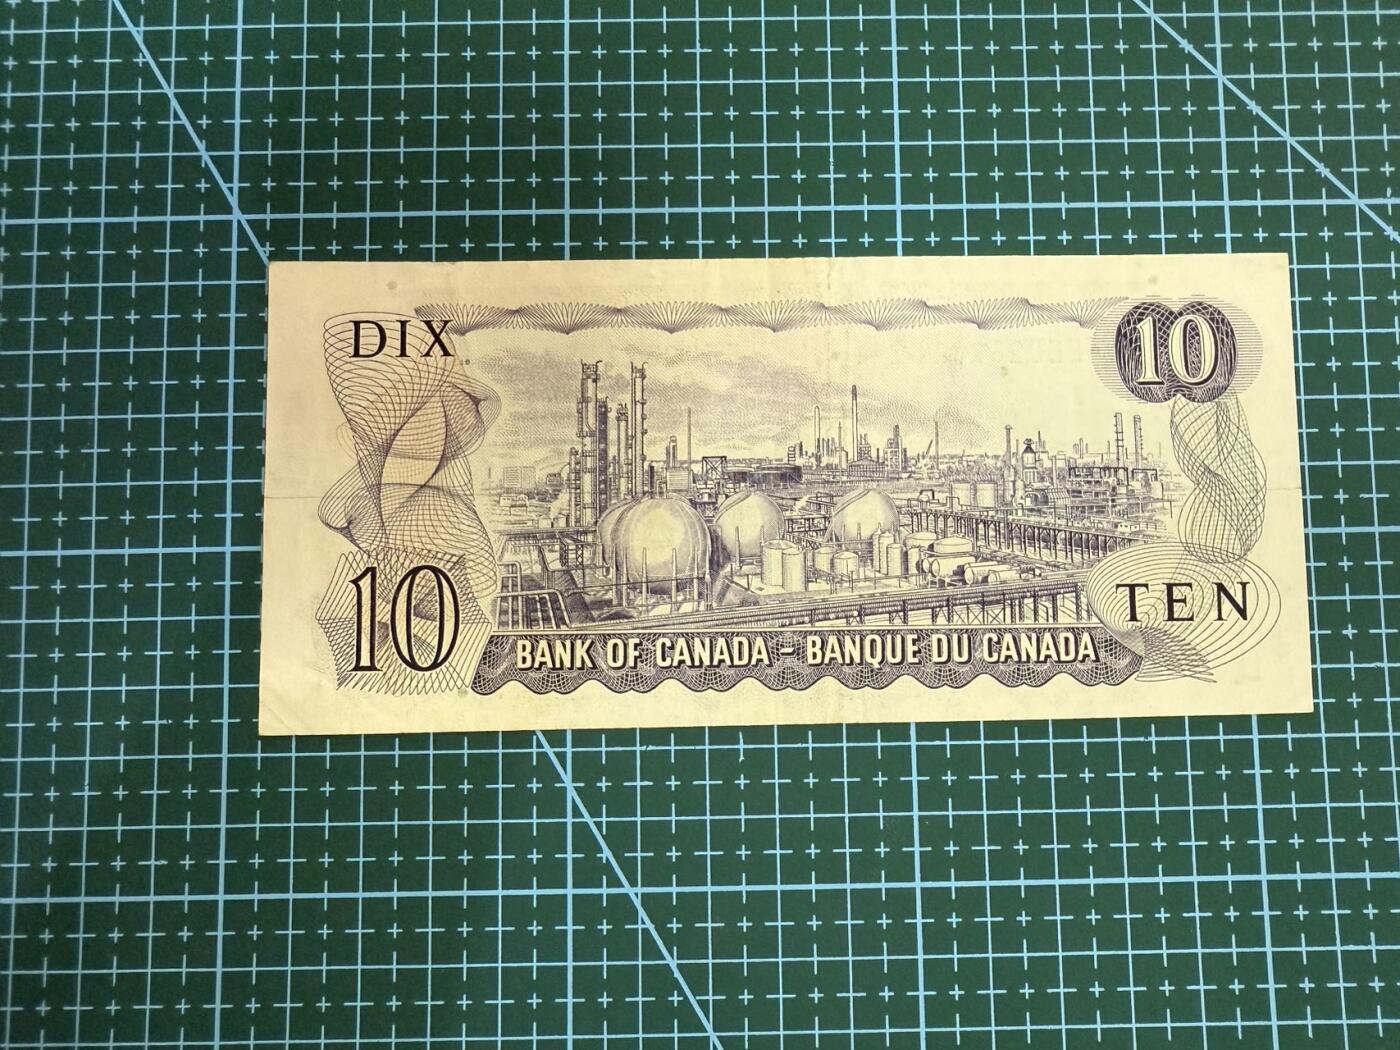 DIX
10
10
TEN
BANK OF CANADA - BANQUE DU CANADA